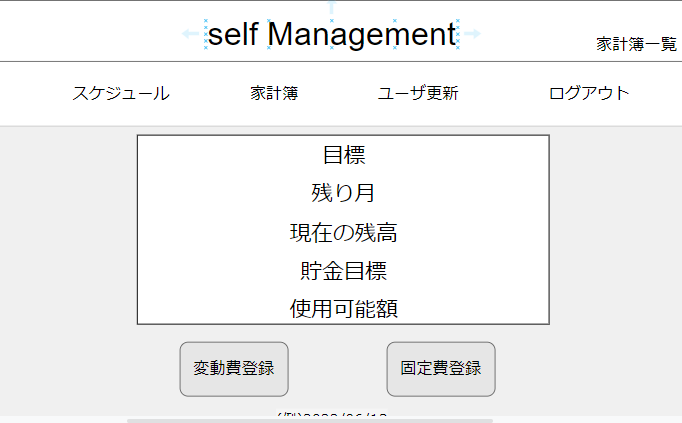 self Management
家計簿一覧
スケジュール 家計簿 ユーザ更新 ログアウト
目標
残り月
現在の残高
貯金目標
使用可能額
変動費登録 固定費登録